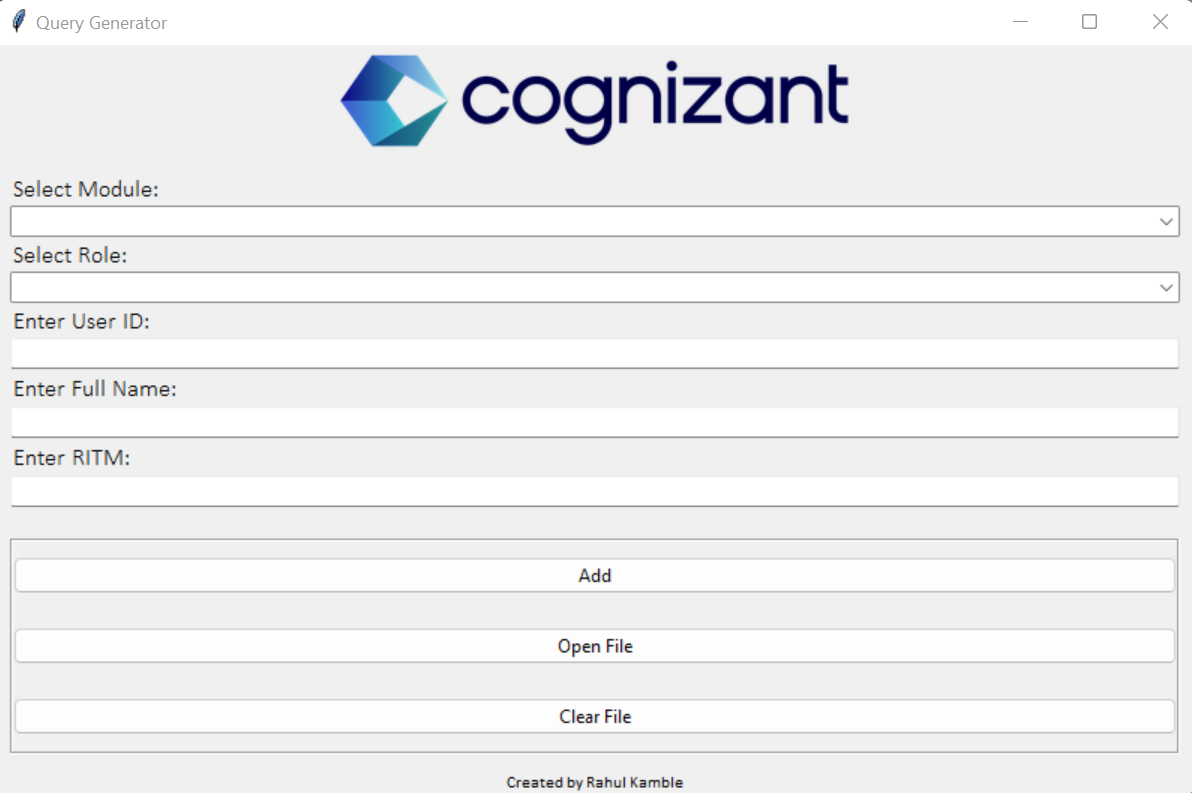 Query Generator
cognizant
Select Module:
Select Role:
Enter User ID:
Enter Full Name:
Enter RITM:
Add
Open File
Clear File
Created by Rahul Kamble